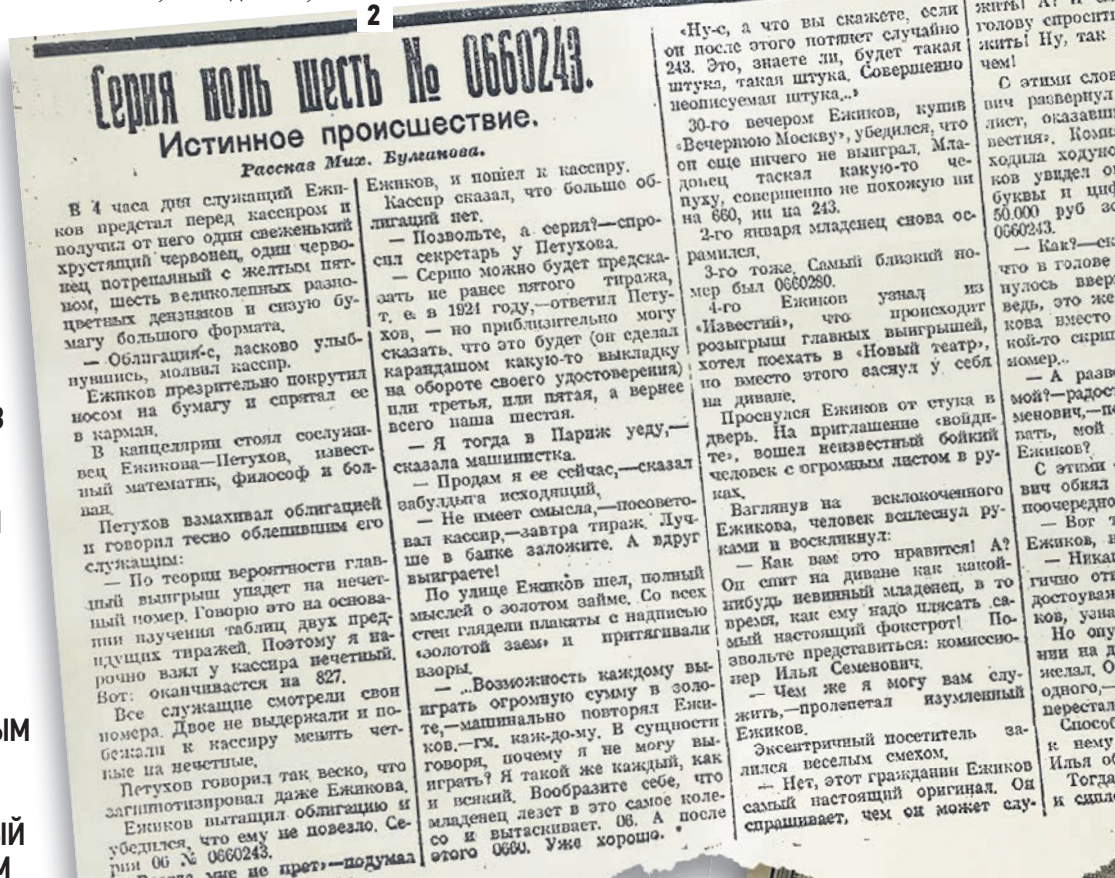 2
Серия ноль шесть № 0660243.
Истинное происшествие.
Рассказ Мих. Булганова.
В 4 часа дня служащий Ежи-
ков предстал перед кассиром и
получил от него один свеженький
хрустящий червонец, один черво-
нец потрепанный с желтым пят-
ном, шесть великолепных разно-
цветных дензнаков и сизую бу-
магу большого формата.
— Облигация-с, ласково улыб-
нувшись, молвил кассир.
Ежиков презрительно покрутил
носом на бумагу и спрятал ее
в карман.
В канцелярии стоял сослужи-
вец Ежикова—Петухов, извест-
ный математик, философ и бол-
ван.
Петухов взмахивал облигацией
и говорил тесно облепившим его
служащим:
— По теории вероятности глав-
ный выигрыш упадет на нечет-
ный номер. Говорю это на основа-
нии изучения таблиц двух пред-
идущих тиражей. Поэтому я на-
рочно взял у кассира нечетный.
Вот: оканчивается на 827.
Все служащие смотрели свои
номера. Двое не выдержали и по-
бежали к кассиру менять чет-
ные на нечетные.
Петухов говорил так веско, что
загипнотизировал даже Ежикова.
Ежиков вытащил облигацию и
убедился, что ему не повезло. Се-
рия 06 № 0660243.
мне не прет»—подумал
Ежиков, и пошел к кассиру.
Кассир сказал, что больше об-
лигаций нет.
— Позвольте, а серия?—спро-
сил секретарь у Петухова.
— Серию можно будет предска-
зать не ранее пятого тиража,
т. е. в 1924 году,—ответил Пету-
хов, — но приблизительно могу
сказать, что это будет (он сделал
карандашом какую-то выкладку
на обороте своего удостоверения)
или третья, или пятая, а вернее
всего наша шестая.
— Я тогда в Париж уеду,—
сказала машинистка.
— Продам я ее сейчас,—сказал
забулдыга исходящий,
— Не имеет смысла,—посовето-
вал кассир,—завтра тираж. Луч-
ше в банке заложите. А вдруг
выиграете!
По улице Ежиков шел, полный
мыслей о золотом займе. Со всех
стен глядели плакаты с надписью
«золотой заем» и притягивали
взоры.
— „Возможность каждому вы-
играть огромную сумму в золо-
те,—машинально повторял Ежи-
ков.—гм. каж-до-му. В сущности
говоря, почему я не могу вы-
играть? Я такой же каждый, как
и всякий. Вообразите себе, что
младенец лезет в это самое коле-
со и вытаскивает. 06. А после
этого 0660. Уже хорошо.
«Ну-с, а что вы скажете, если
он после этого потянет случайно
243. Это, знаете ли, будет такая
штука, такая штука. Совершенно
неописуемая штука...»
30-го вечером Ежиков, купив
«Вечернюю Москву», убедился, что
он еще ничего не выиграл. Мла-
денец таскал какую-то че-
пуху, совершенно не похожую ни
на 660, ни на 243.
2-го января младенец снова ос-
рамился.
3-го тоже. Самый близкий но-
мер был 0660280.
4-го Ежиков узнал из
«Известий», что происходит
розыгрыш главных выигрышей,
хотел поехать в «Новый театр»,
но вместо этого заснул у себя
на диване.
Проснулся Ежиков от стука в
дверь. На приглашение «войди-
те», вошел неизвестный бойкий
человек с огромным листом в ру-
ках.
Взглянув на всклокоченного
Ежикова, человек всплеснул ру-
ками и воскликнул:
— Как вам это нравится! А?
Он спит на диване как какой-
нибудь невинный младенец, в то
время, как ему надо плясать са-
мый настоящий фокстрот! По-
звольте представиться: комиссио-
нер Илья Семенович.
— Чем же я могу вам слу-
жить,—пролепетал изумленный
Ежиков.
Эксентричный посетитель за-
лился веселым смехом.
— Нет, этот гражданин Ежиков
самый настоящий оригинал. Он
спрашивает, чем он может слу-
жить! А?
голову спросит
жить! Ну, так
чем!
С этими слов
вич развернул
лист, оказавши
вестия». Коми
ходила ходуно
ков увидел
буквы и
50.000 руб
0660243.
— Как?—
что в голове
нулось ввер
ведь, это же
кова вместо
кой-то скри
номер...
— А разве
мой?—радос
менович,—п
вать, мой
Ежиков?
С этими
вич обнял
поочередно
— Вот
Ежиков,
— Ника
гично от
достоуваж
ков, узна
Но опу
нии на д
желал. О
одного,—
перестал
Способ
к нему
Илья об
Тогда
и сипл
В
ЫМ
ЫЙ
М